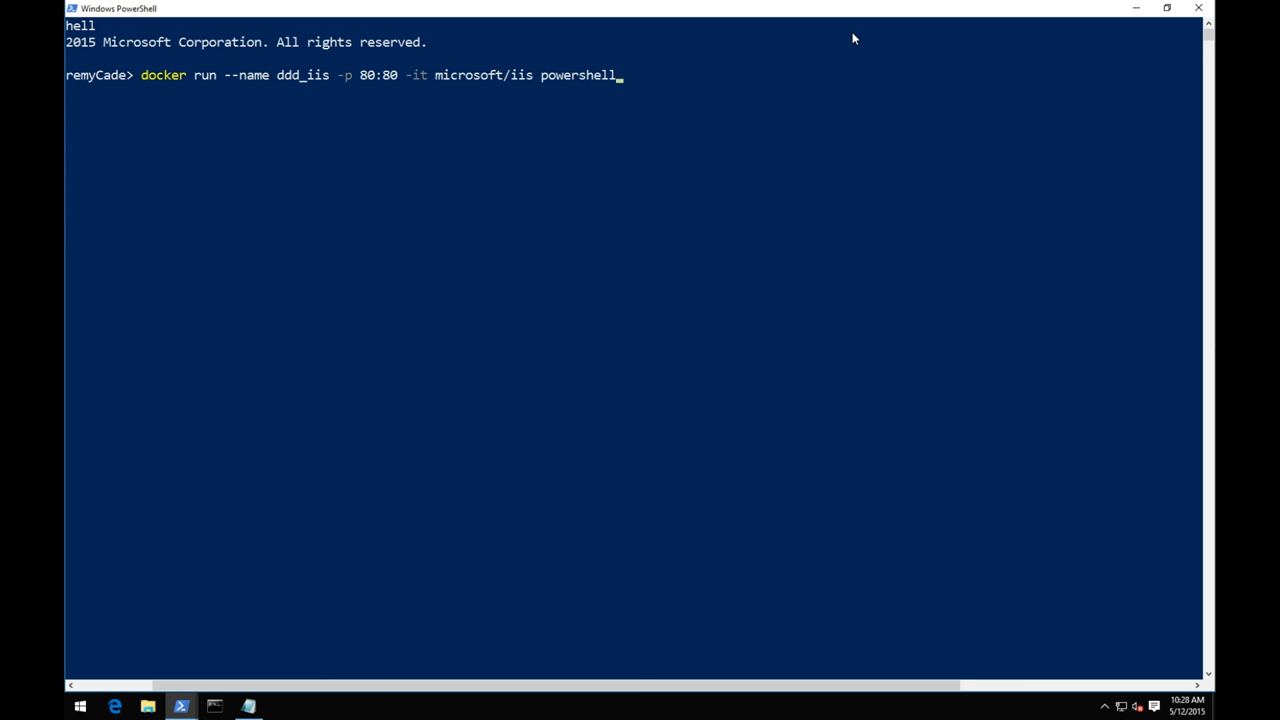 Windows PowerShell
hell
2015 Microsoft Corporation. All rights reserved.
remyCade> docker run --name ddd_iis -p 80:80 -it microsoft/iis powershell
10:28 AM
5/12/2015